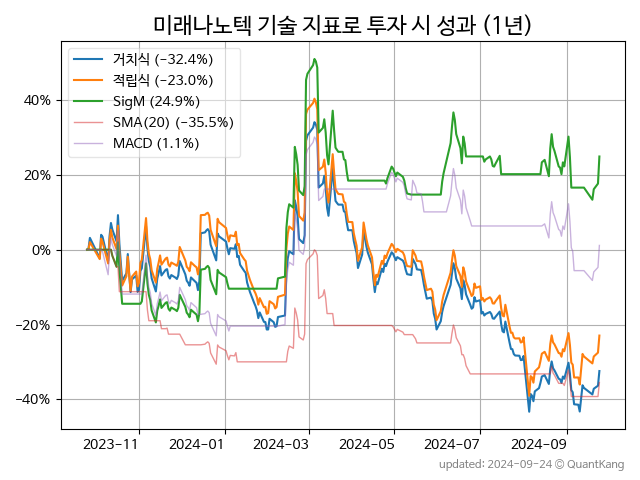 미래나노텍 기술 지표로 투자 시 성과 (1년)
거치식 (-32.4%)
적립식 (-23.0%)
SigM (24.9%)
SMA(20) (-35.5%)
MACD (1.1%)
40%
20%
0%
-20%
-40%
2023-11 2024-01 2024-03 2024-05 2024-07 2024-09
updated: 2024-09-24 © QuantKang